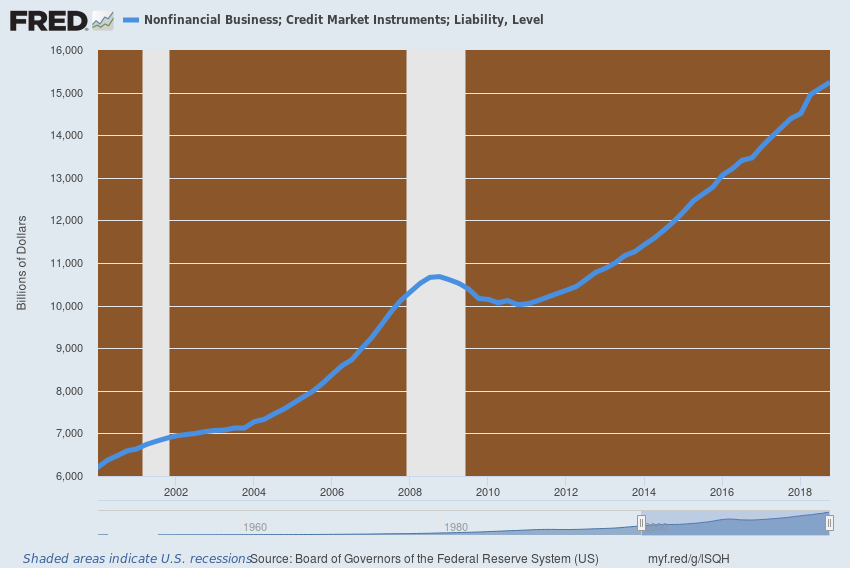 FRED
Nonfinancial Business; Credit Market Instruments; Liability, Level
Billions of Dollars
16,000
15,000
14,000
13,000
12,000
11,000
10,000
9,000
8,000
7,000
6,000
2002 2004 2006 2008 2010 2012 2014 2016 2018
1960 1980
Shaded areas indicate U.S. recessions Source: Board of Governors of the Federal Reserve System (US) myf.red/g/lSQH